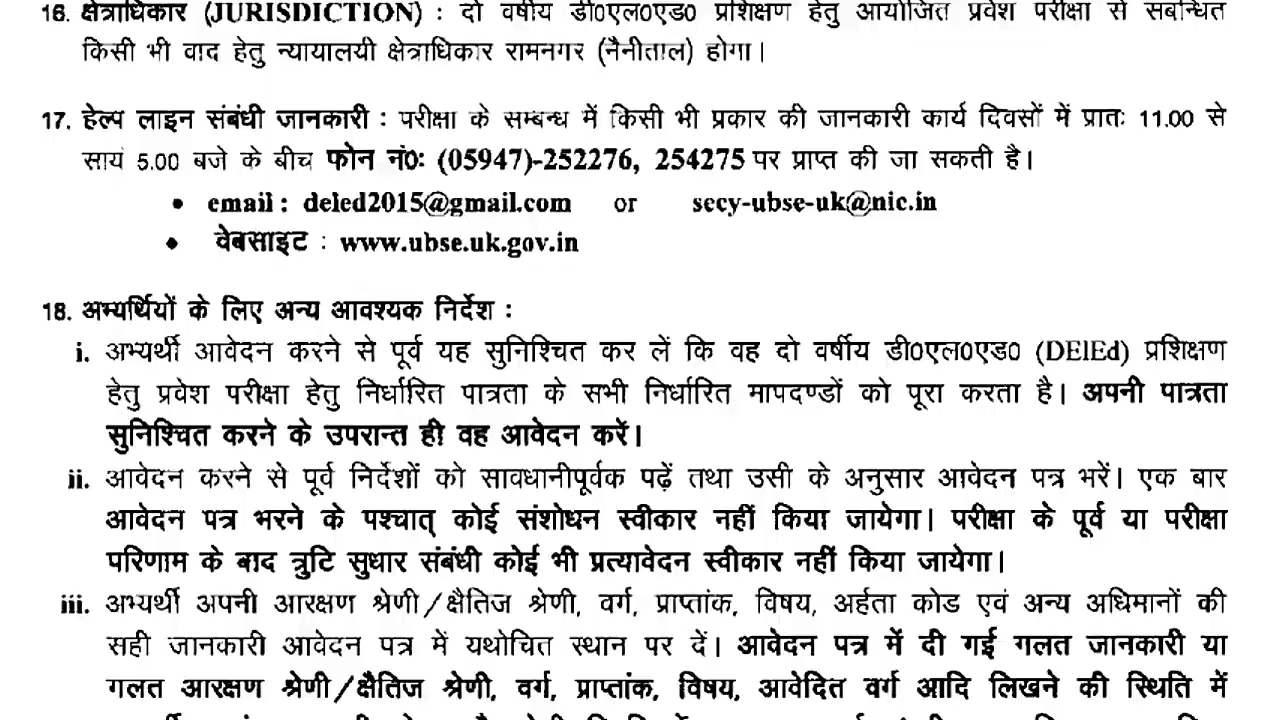 16. क्षेत्राधिकार (JURISDICTION) : दो वर्षीय डी0एल0एड0 प्रशिक्षण हेतु आयोजित प्रवेश परीक्षा से संबन्धित
किसी भी वाद हेतु न्यायालयी क्षेत्राधिकार रामनगर (नैनीताल) होगा।
17. हेल्प लाइन संबंधी जानकारी : परीक्षा के सम्बन्ध में किसी भी प्रकार की जानकारी कार्य दिवसों में प्रातः 11.00 से
सायं 5.00 बजे के बीच फोन नं0: (05947)-252276, 254275 पर प्राप्त की जा सकती है।
• email : deled2015@gmail.com or secy-ubse-uk@nic.in
• वेबसाइट : www.ubse.uk.gov.in
18. अभ्यर्थियों के लिए अन्य आवश्यक निर्देश :
i. अभ्यर्थी आवेदन करने से पूर्व यह सुनिश्चित कर लें कि वह दो वर्षीय डी0एल0एड0 (DElEd) प्रशिक्षण
हेतु प्रवेश परीक्षा हेतु निर्धारित पात्रता के सभी निर्धारित मापदण्डों को पूरा करता है। अपनी पात्रता
सुनिश्चित करने के उपरान्त ही वह आवेदन करें।
ii. आवेदन करने से पूर्व निर्देशों को सावधानीपूर्वक पढ़ें तथा उसी के अनुसार आवेदन पत्र भरें। एक बार
आवेदन पत्र भरने के पश्चात् कोई संशोधन स्वीकार नहीं किया जायेगा। परीक्षा के पूर्व या परीक्षा
परिणाम के बाद त्रुटि सुधार संबंधी कोई भी प्रत्यावेदन स्वीकार नहीं किया जायेगा।
iii. अभ्यर्थी अपनी आरक्षण श्रेणी/क्षैतिज श्रेणी, वर्ग, प्राप्तांक, विषय, अर्हता कोड एवं अन्य अधिमानों की
सही जानकारी आवेदन पत्र में यथोचित स्थान पर दें। आवेदन पत्र में दी गई गलत जानकारी या
गलत आरक्षण श्रेणी/क्षैतिज श्रेणी, वर्ग, प्राप्तांक, विषय, आवेदित वर्ग आदि लिखने की स्थिति में